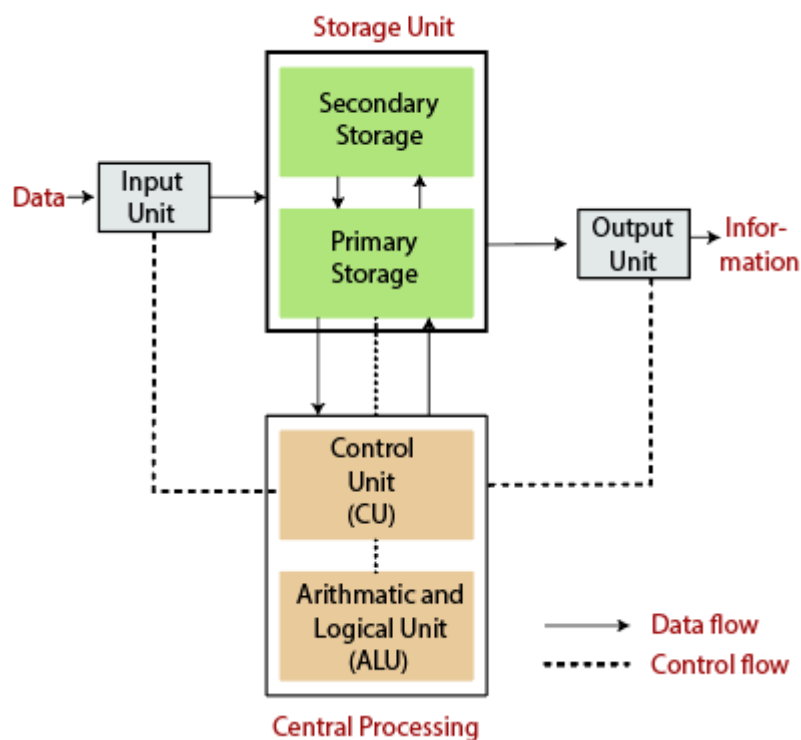 Storage Unit
Secondary
Storage
Data
Input
Unit
Primary
Storage
Output
Unit
Infor-
mation
Control
Unit
(CU)
Arithmatic and
Logical Unit
(ALU)
Data flow
Control flow
Central Processing